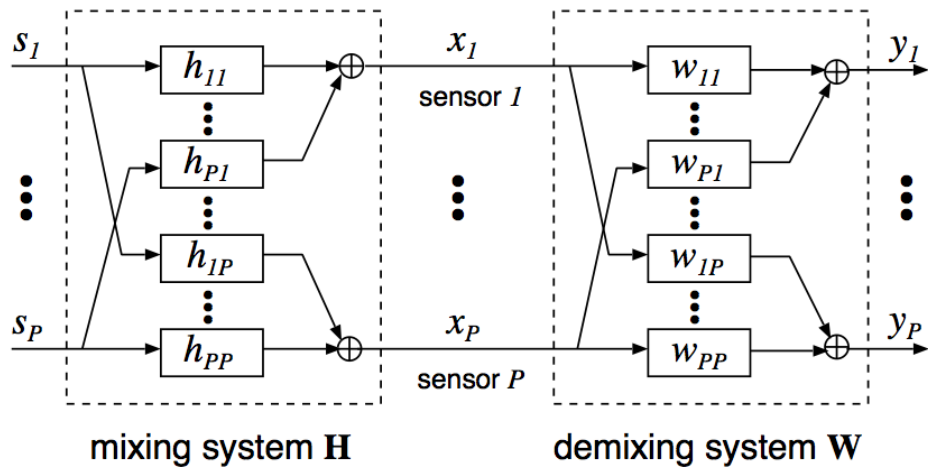 s1 x1 y1
h11 w11
sensor 1
hP1 wP1
h1P w1P
sP xP yP
hPP wPP
sensor P
mixing system H demixing system W